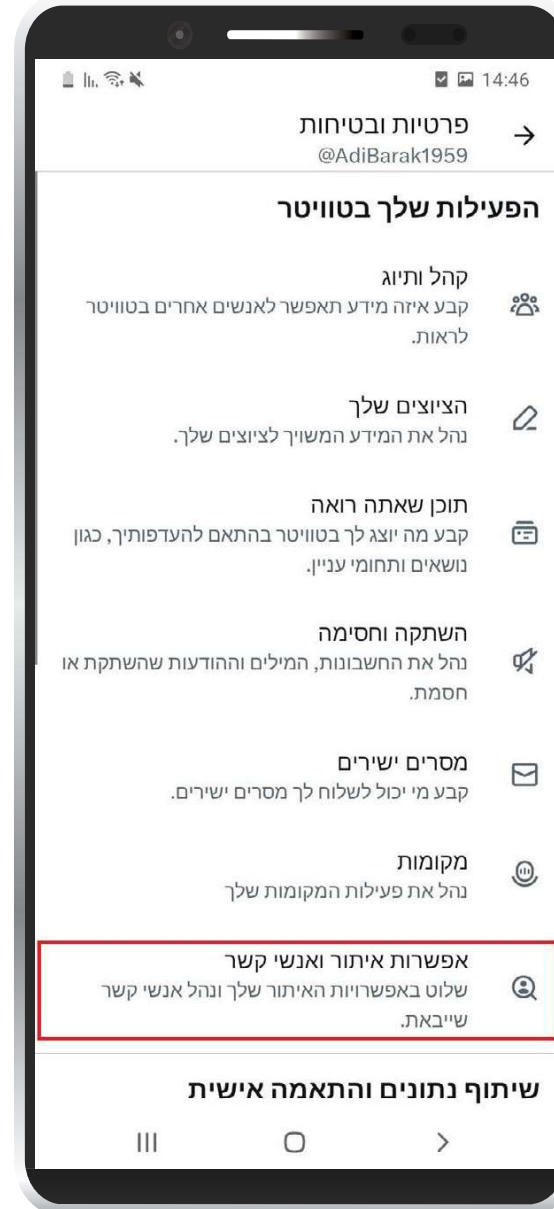 14:46
פרטיות ובטיחות
@AdiBarak1959
הפעילות שלך בטוויטר
קהל ותיוג
קבע איזה מידע תאפשר לאנשים אחרים בטוויטר
לראות.
הציוצים שלך
נהל את המידע המשויך לציוצים שלך.
תוכן שאתה רואה
קבע מה יוצג לך בטוויטר בהתאם להעדפותיך, כגון
נושאים ותחומי עניין.
השתקה וחסימה
נהל את החשבונות, המילים וההודעות שהשתקת או
חסמת.
מסרים ישירים
קבע מי יכול לשלוח לך מסרים ישירים.
מקומות
נהל את פעילות המקומות שלך
אפשרות איתור ואנשי קשר
שלוט באפשרויות האיתור שלך ונהל אנשי קשר
שייבאת.
שיתוף נתונים והתאמה אישית